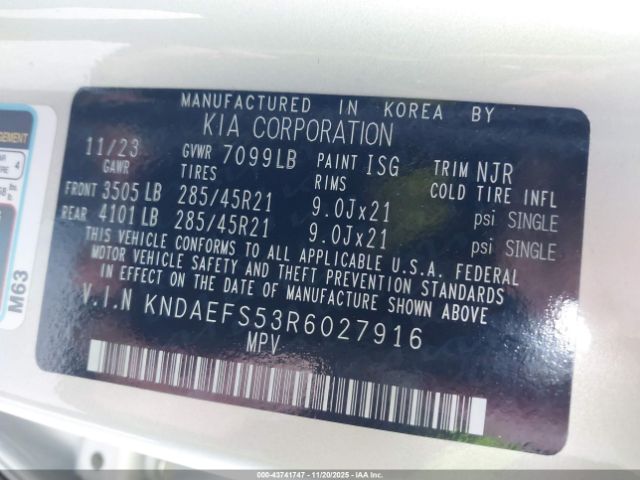 MANUFACTURED IN KOREA BY
KIA CORPORATION
11/23 GVWR 7099LB PAINT ISG TRIM NJR
GAWR TIRES RIMS COLD TIRE INFL
FRONT 3505 LB 285/45R21 9.0Jx21 psi SINGLE
REAR 4101 LB 285/45R21 9.0Jx21 psi SINGLE
THIS VEHICLE CONFORMS TO ALL APPLICABLE U.S.A. FEDERAL
MOTOR VEHICLE SAFETY AND THEFT PREVENTION STANDARDS
IN EFFECT ON THE DATE OF MANUFACTURE SHOWN ABOVE
V.I.N KNDAEFS53R6027916
MPV
M63
4
000-43741747 - 11/20/2025 - IAAI.COM